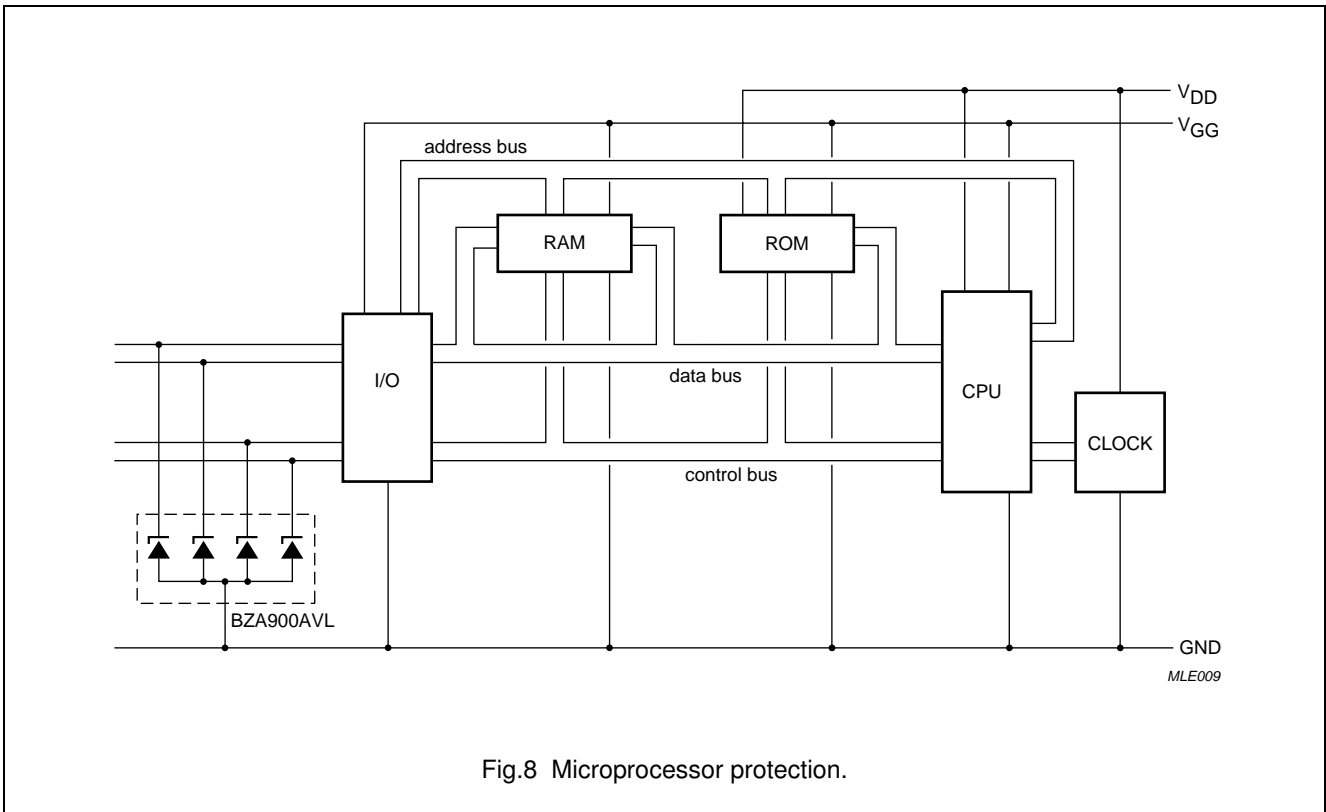 VDD
VGG
address bus
RAM
ROM
I/O
data bus
CPU
CLOCK
control bus
BZA900AVL
GND
MLE009
Fig.8 Microprocessor protection.